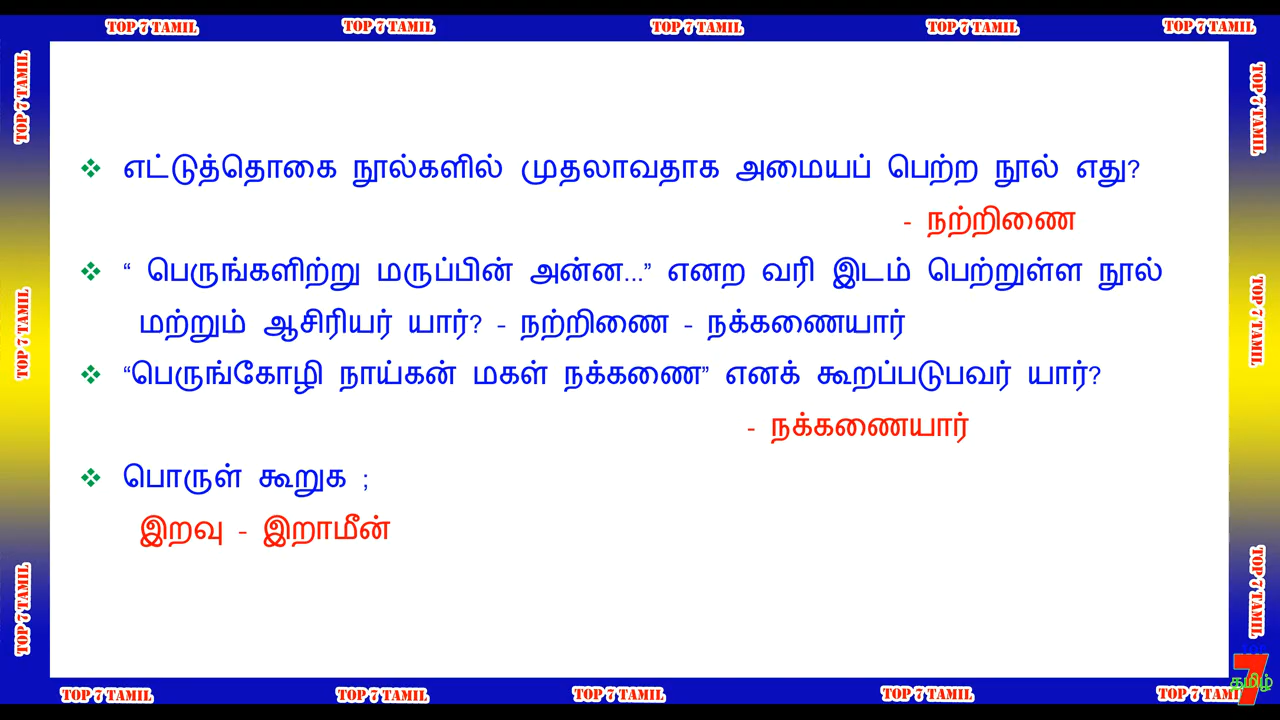 TOP 7 TAMIL TOP 7 TAMIL TOP 7 TAMIL TOP 7 TAMIL TOP 7 TAMIL
TOP 7 TAMIL TOP 7 TAMIL
எட்டுத்தொகை நூல்களில் முதலாவதாக அமையப் பெற்ற நூல் எது?
- நற்றிணை
“ பெருங்களிற்று மருப்பின் அன்ன...” எனற வரி இடம் பெற்றுள்ள நூல்
மற்றும் ஆசிரியர் யார்? - நற்றிணை - நக்கணையார்
TOP 7 TAMIL TOP 7 TAMIL
“பெருங்கோழி நாய்கன் மகள் நக்கணை” எனக் கூறப்படுபவர் யார்?
- நக்கணையார்
பொருள் கூறுக ;
இறவு - இறாமீன்
TOP 7 TAMIL TOP 7 TAMIL
TOP 7 TAMIL TOP 7 TAMIL TOP 7 TAMIL TOP 7 TAMIL TOP 7 TAMI
7 தமிழ்